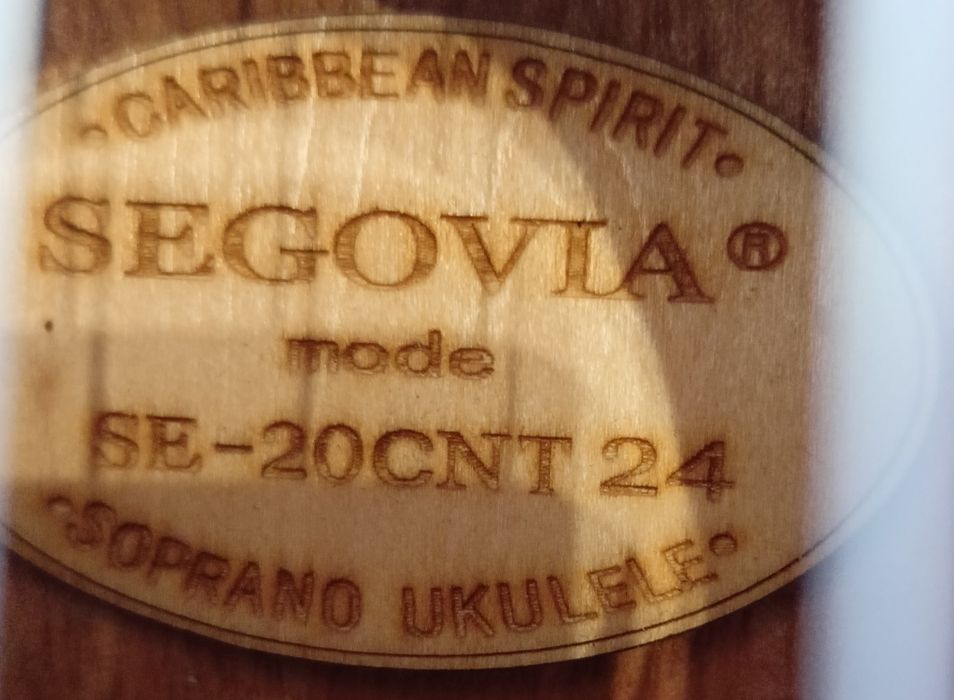 •CARIBBEAN SPIRIT•
SEGOVIA®
mode
SE-20CNT 24
•SOPRANO UKULELE•